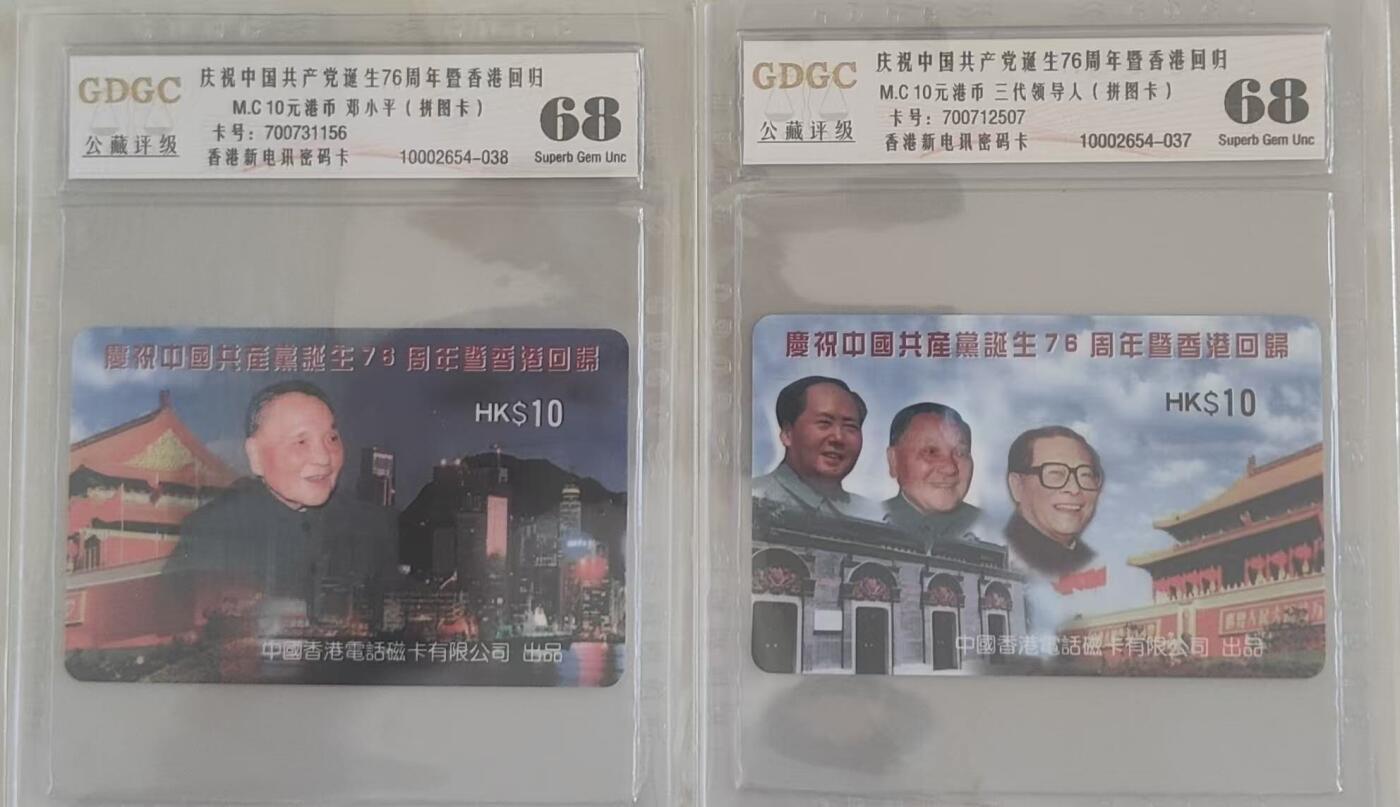 GDGC
公藏评级
庆祝中国共产党诞生76周年暨香港回归
M.C 10元港币 邓小平(拼图卡)
卡号:700731156
香港新电讯密码卡 10002654-038
68
Superb Gem Unc
慶祝中國共産黨誕生76周年暨香港回歸
HK$10
中國香港電話磁卡有限公司 出品
GDGC
公藏评级
庆祝中国共产党诞生76周年暨香港回归
M.C 10元港币 三代领导人(拼图卡)
卡号:700712507
香港新电讯密码卡 10002654-037
68
Superb Gem Unc
慶祝中國共産黨誕生76周年暨香港回歸
HK$10
中國香港電話磁卡有限公司 出品